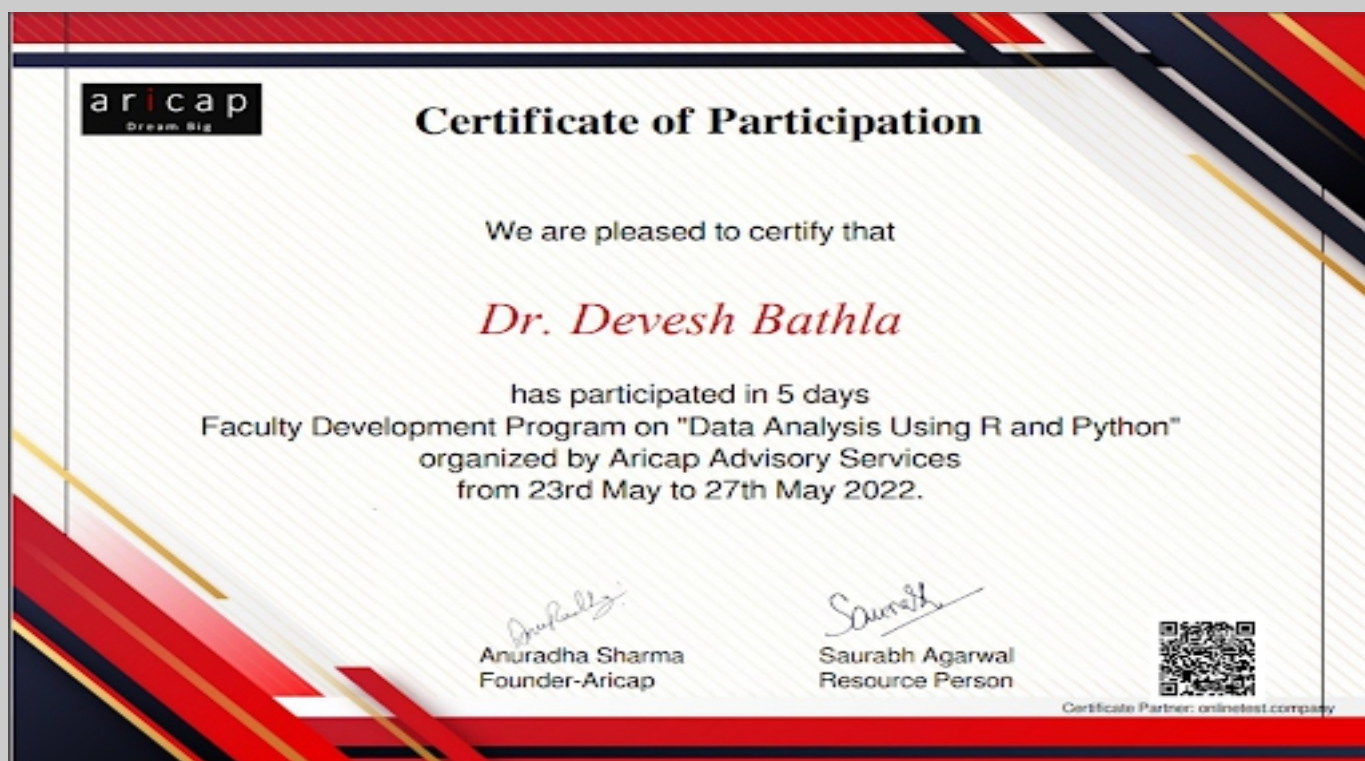 aricap
Dream Big
Certificate of Participation
We are pleased to certify that
Dr. Devesh Bathla
has participated in 5 days
Faculty Development Program on "Data Analysis Using R and Python"
organized by Aricap Advisory Services
from 23rd May to 27th May 2022.
Saurabh
Anuradha Sharma
Founder-Aricap
Saurabh Agarwal
Resource Person
Certificate Partner: onlinetest.company